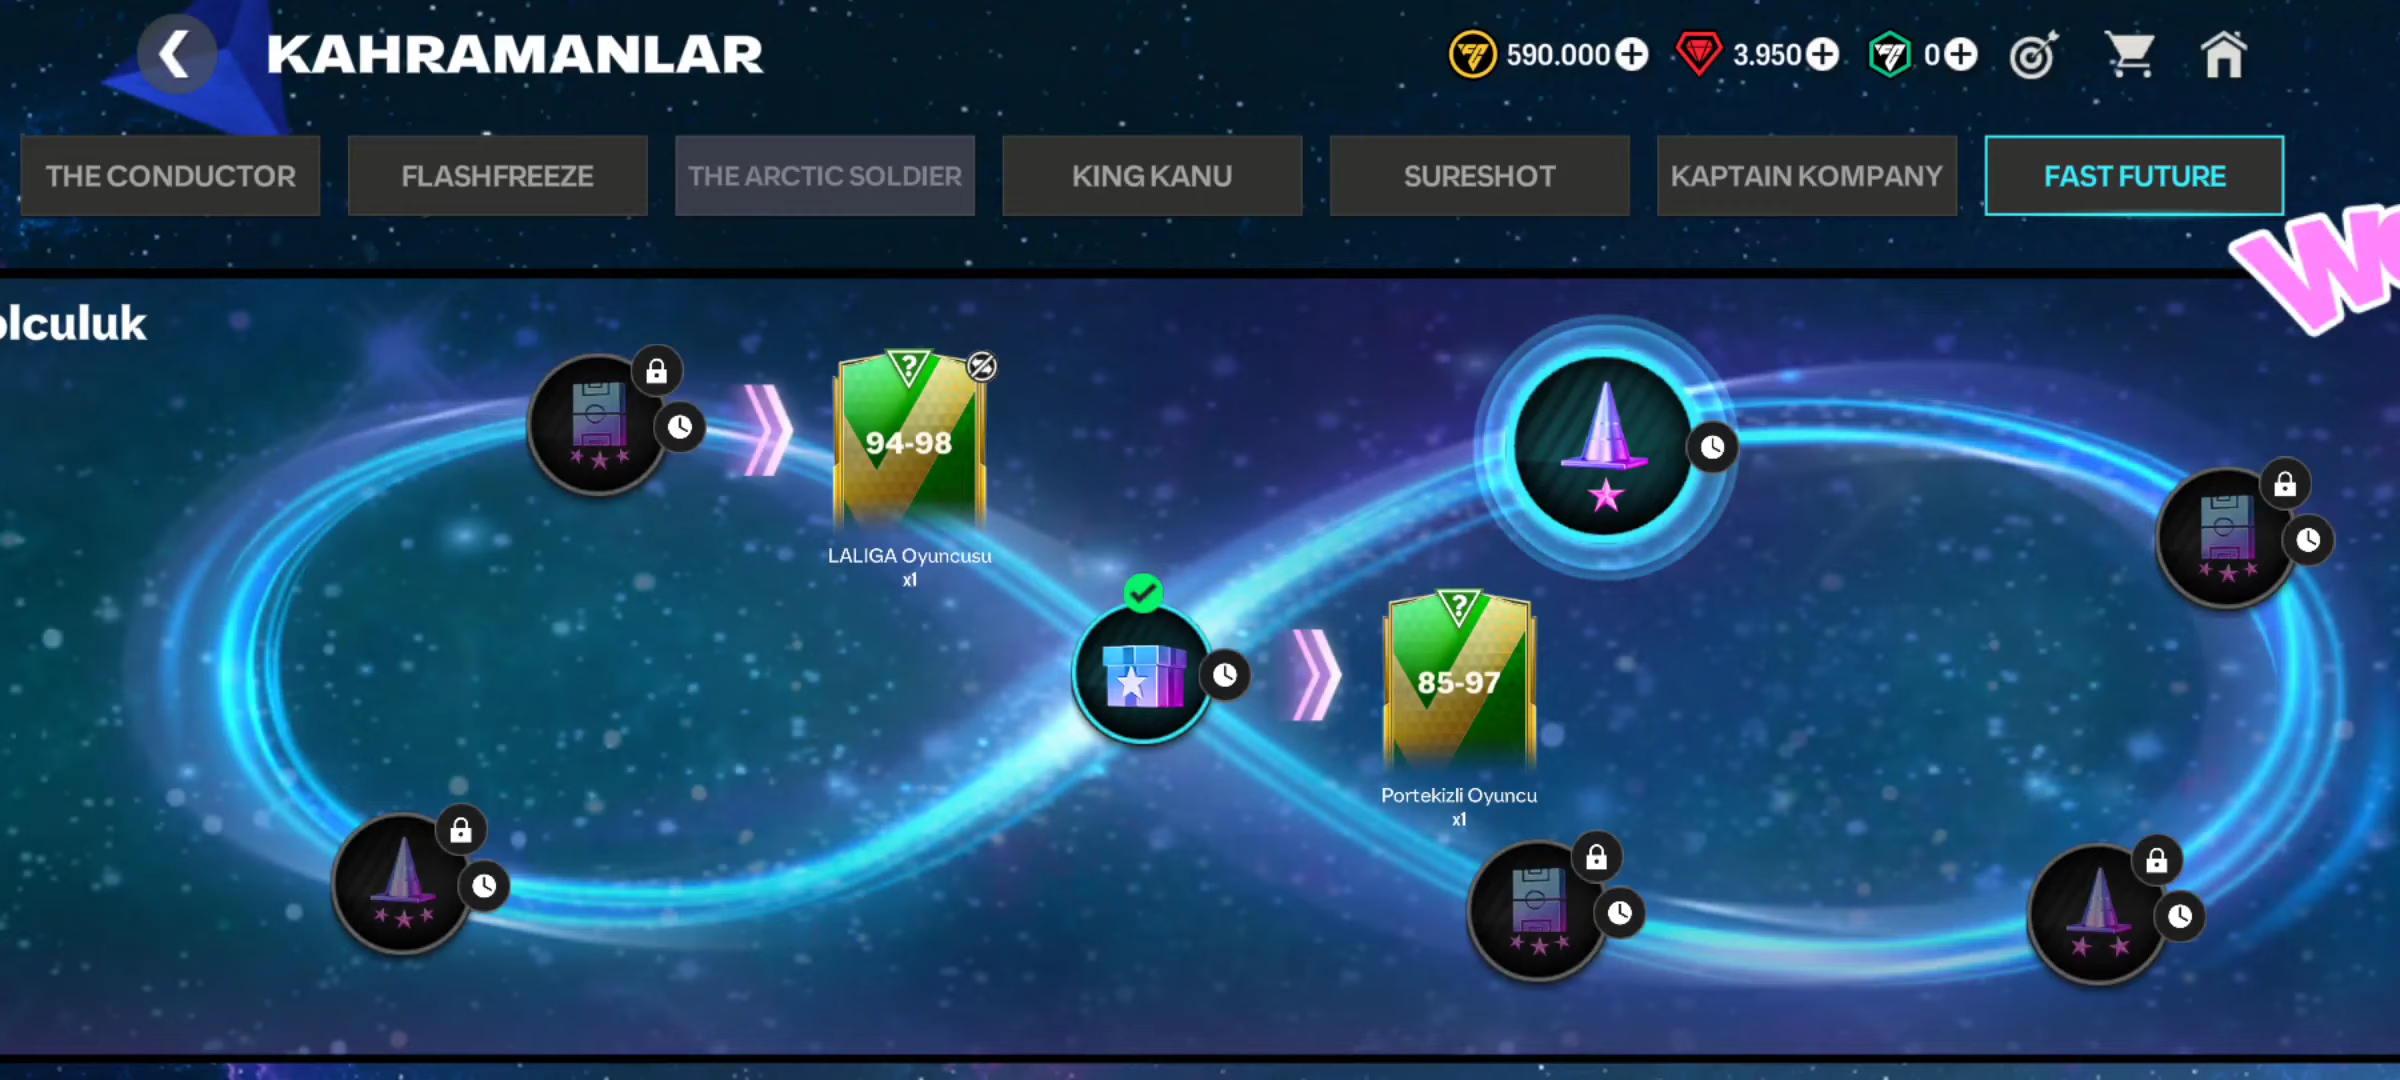 KAHRAMANLAR
590.000
3.950
0
THE CONDUCTOR
FLASHFREEZE
THE ARCTIC SOLDIER
KING KANU
SURESHOT
KAPTAIN KOMPANY
FAST FUTURE
olculuk
94-98
LALIGA Oyuncusu
x1
85-97
Portekizli Oyuncu
x1